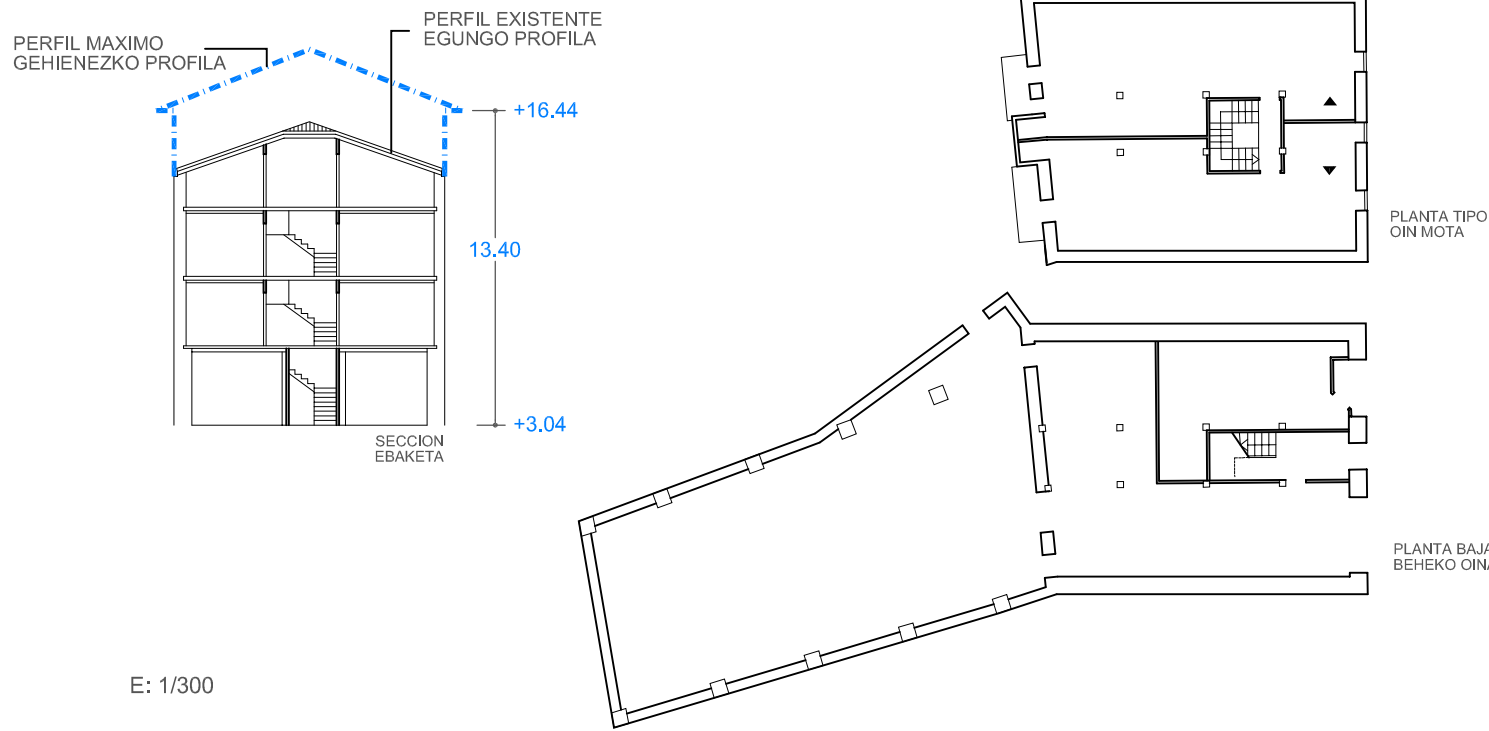 PERFIL MAXIMO
GEHIENEZKO PROFILA
PERFIL EXISTENTE
EGUNGO PROFILA
+16.44
13.40
+3.04
SECCION
EBAKETA
PLANTA TIPO
OIN MOTA
PLANTA BAJA
BEHEKO OINA
E: 1/300